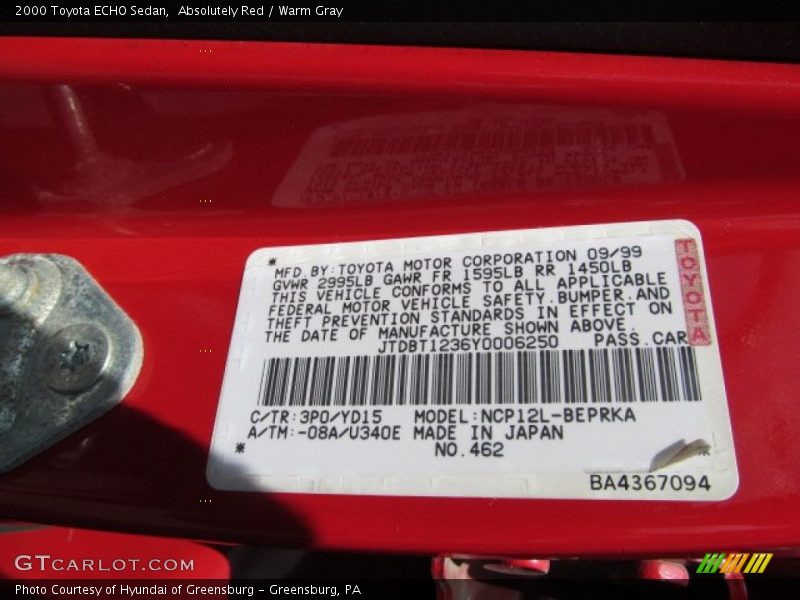 2000 Toyota ECHO Sedan,  Absolutely Red / Warm Gray
* MFD.BY:TOYOTA MOTOR CORPORATION 09/99
GVWR 2995LB GAWR FR 1595LB RR 1450LB
THIS VEHICLE CONFORMS TO ALL APPLICABLE
FEDERAL MOTOR VEHICLE SAFETY.BUMPER.AND
THEFT PREVENTION STANDARDS IN EFFECT ON
THE DATE OF MANUFACTURE SHOWN ABOVE.
JTDBT1236Y0006250 PASS.CAR
TOYOTA
C/TR:3P0/YD15 MODEL:NCP12L-BEPRKA
A/TM:-08A/U340E MADE IN JAPAN
* NO.462 *
BA4367094
GTCARLOT.COM
Photo Courtesy of Hyundai of Greensburg - Greensburg, PA